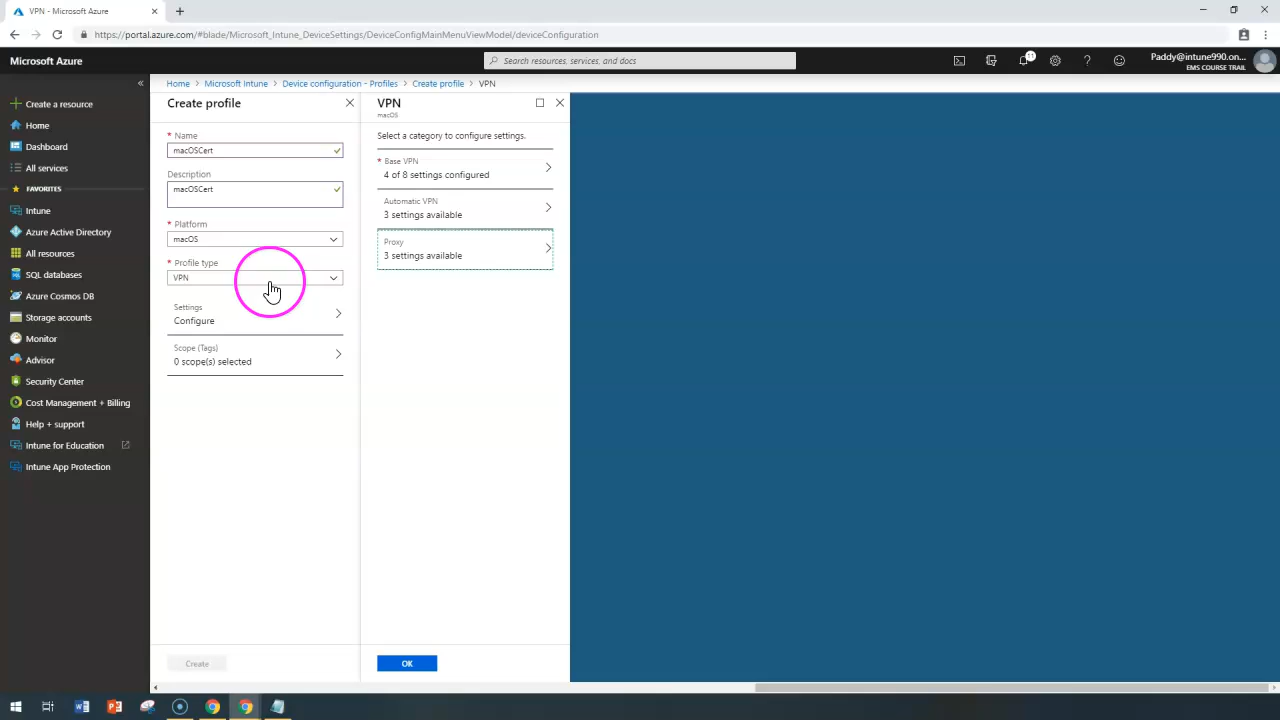 VPN - Microsoft Azure
https://portal.azure.com/#blade/Microsoft_Intune_DeviceSettings/DeviceConfigMainMenuViewModel/deviceConfiguration
Microsoft Azure
Search resources, services, and docs
11
Paddy@intune990.on...
EMS COURSE TRAIL
Home > Microsoft Intune > Device configuration - Profiles > Create profile > VPN
Create a resource
Home
Dashboard
All services
FAVORITES
Intune
Azure Active Directory
All resources
SQL databases
Azure Cosmos DB
Storage accounts
Monitor
Advisor
Security Center
Cost Management + Billing
Help + support
Intune for Education
Intune App Protection
Create profile
* Name
macOSCert
Description
macOSCert
* Platform
macOS
* Profile type
VPN
Settings
Configure
Scope (Tags)
0 scope(s) selected
Create
VPN
macOS
Select a category to configure settings.
* Base VPN
4 of 8 settings configured
Automatic VPN
3 settings available
Proxy
3 settings available
OK